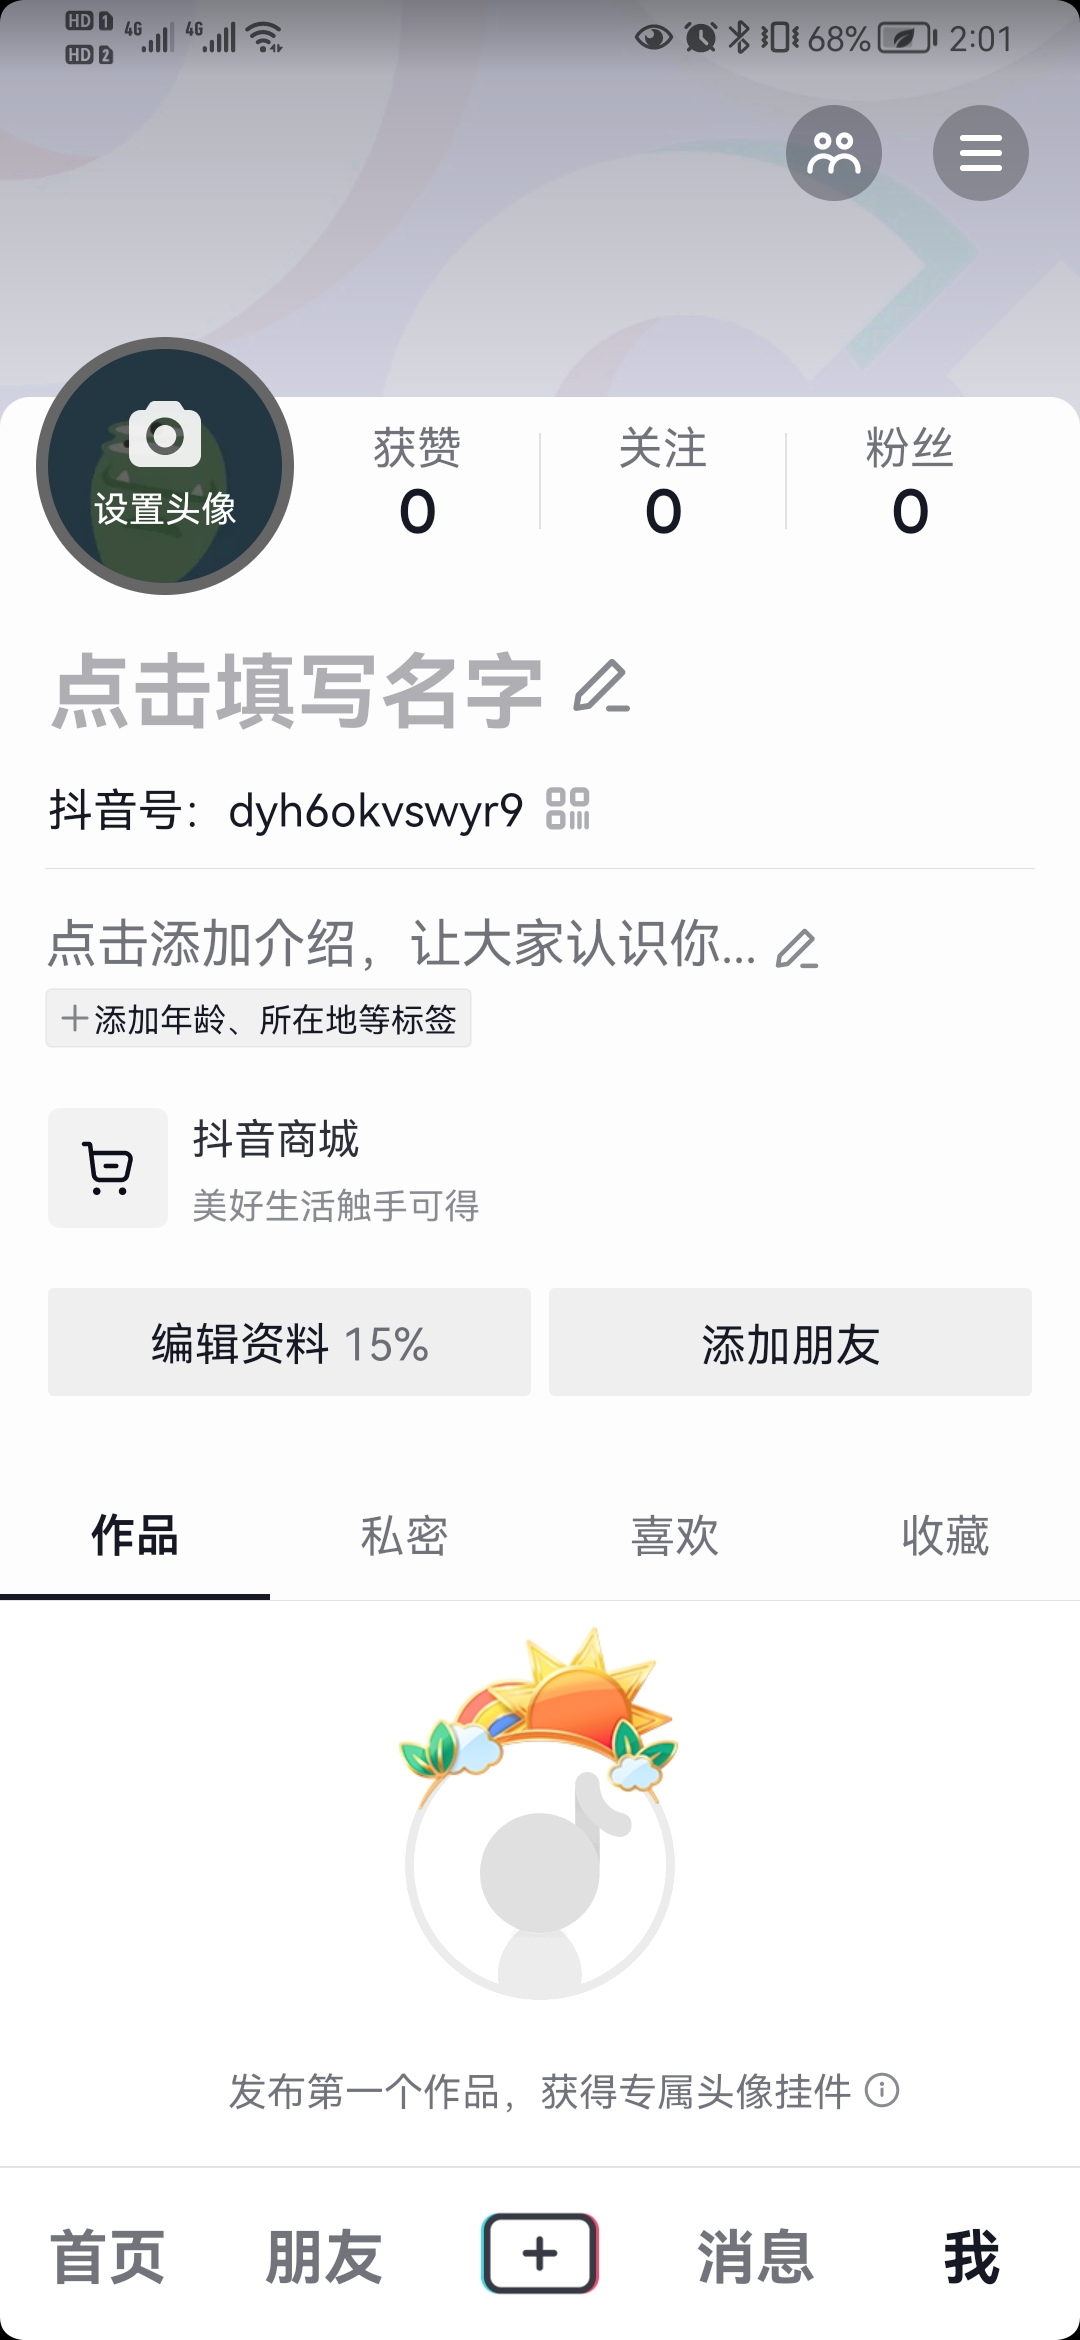 HD 1 4G 4G 68% 2:01
HD 2
设置头像
获赞 关注 粉丝
0 0 0
点击填写名字
抖音号：dyh6okvswyr9
点击添加介绍，让大家认识你...
+添加年龄、所在地等标签
抖音商城
美好生活触手可得
编辑资料 15% 添加朋友
作品 私密 喜欢 收藏
发布第一个作品，获得专属头像挂件
首页 朋友 消息 我